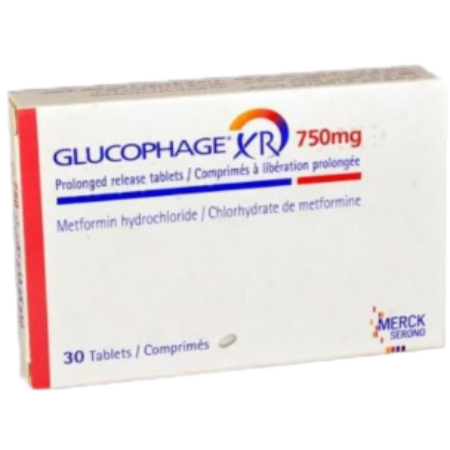 GLUCOPHAGE® XR 750mg
Prolonged release tablets / Comprimés à libération prolongée
Metformin hydrochloride / Chlorhydrate de metformine
MERCK
SERONO
30 Tablets / Comprimés